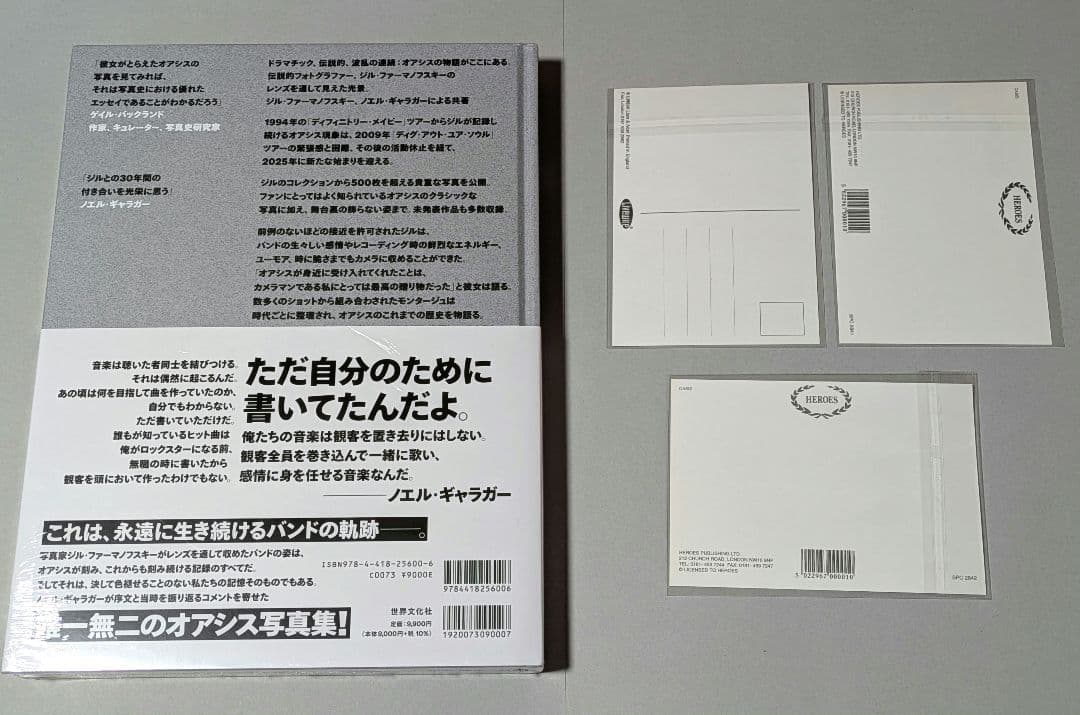 「彼女がとらえたオアシスの
写真を見てみれば、
それは写真史における優れた
エッセイであることがわかるだろう」
ゲイル・バックランド
作家、キュレーター、写真史研究家
「ジルとの30年間の
付き合いを光栄に思う」
ノエル・ギャラガー
ドラマチック、伝説的、波乱の連続：オアシスの物語がここにある。
伝説的フォトグラファー、ジル・ファーマノフスキーの
レンズを通して見えた光景。
ジル・ファーマノフスキー、ノエル・ギャラガーによる共著
1994年の「ディフィニトリー・メイビー」ツアーからジルが記録し
続けるオアシス現象は、2009年「ディグ・アウト・ユア・ソウル」
ツアーの緊張感と困難、その後の活動休止を経て、
2025年に新たな始まりを迎える。
ジルのコレクションから500枚を超える貴重な写真を公開。
ファンにとってはよく知られているオアシスのクラシックな
写真に加え、舞台裏の飾らない姿まで、未発表作品も多数収録。
前例のないほどの接近を許可されたジルは、
バンドの生々しい感情やレコーディング時の鮮烈なエネルギー、
ユーモア、時に脆さまでもカメラに収めることができた。
「オアシスが身近に受け入れてくれたことは、
カメラマンである私にとっては最高の贈り物だった」と彼女は語る。
数多くのショットから組み合わされたモンタージュは
時代ごとに整理され、オアシスのこれまでの歴史を物語る。
音楽は聴いた者同士を結びつける。
それは偶然に起こるんだ。
あの頃は何を目指して曲を作っていたのか、
自分でもわからない。
ただ書いていただけだ。
誰もが知っているヒット曲は
俺がロックスターになる前、
無職の時に書いたから
観客を頭において作ったわけでもない。
ただ自分のために
書いてたんだよ。
俺たちの音楽は観客を置き去りにはしない。
観客全員を巻き込んで一緒に歌い、
感情に身を任せる音楽なんだ。
――ノエル・ギャラガー
これは、永遠に生き続けるバンドの軌跡――。
写真家ジル・ファーマノフスキーがレンズを通して収めたバンドの姿は、
オアシスが刻み、これからも刻み続ける記録のすべてだ。
そしてそれは、決して色褪せることのない私たちの記憶そのものでもある。
ノエル・ギャラガーが序文と当時を振り返るコメントを寄せた
唯一無二のオアシス写真集!
ISBN978-4-418-25600-6
C0073 ¥9000E
世界文化社
定価：9,900円
（本体9,000円+税10%）
9784418256006
1920073090007
HEROES PUBLISHING LTD.
212 CHURCH ROAD, LONDON NW10 9NP
© LICENSED TO HEROES
5 022967 000010
HEROES
HEROES
HEROES PUBLISHING LTD.
212 CHURCH ROAD, LONDON NW10 9NP
© LICENSED TO HEROES
5 022967 000010
SPC 2842